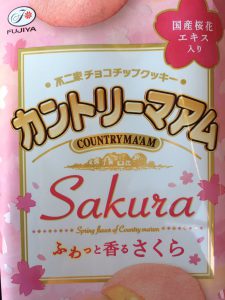 FUJIYA
国産桜花
エキス
入り
不二家チョコチップクッキー
カントリーマアム
COUNTRY MA'AM
Sakura
Spring flavor of Country maam
ふわっと香るさくら